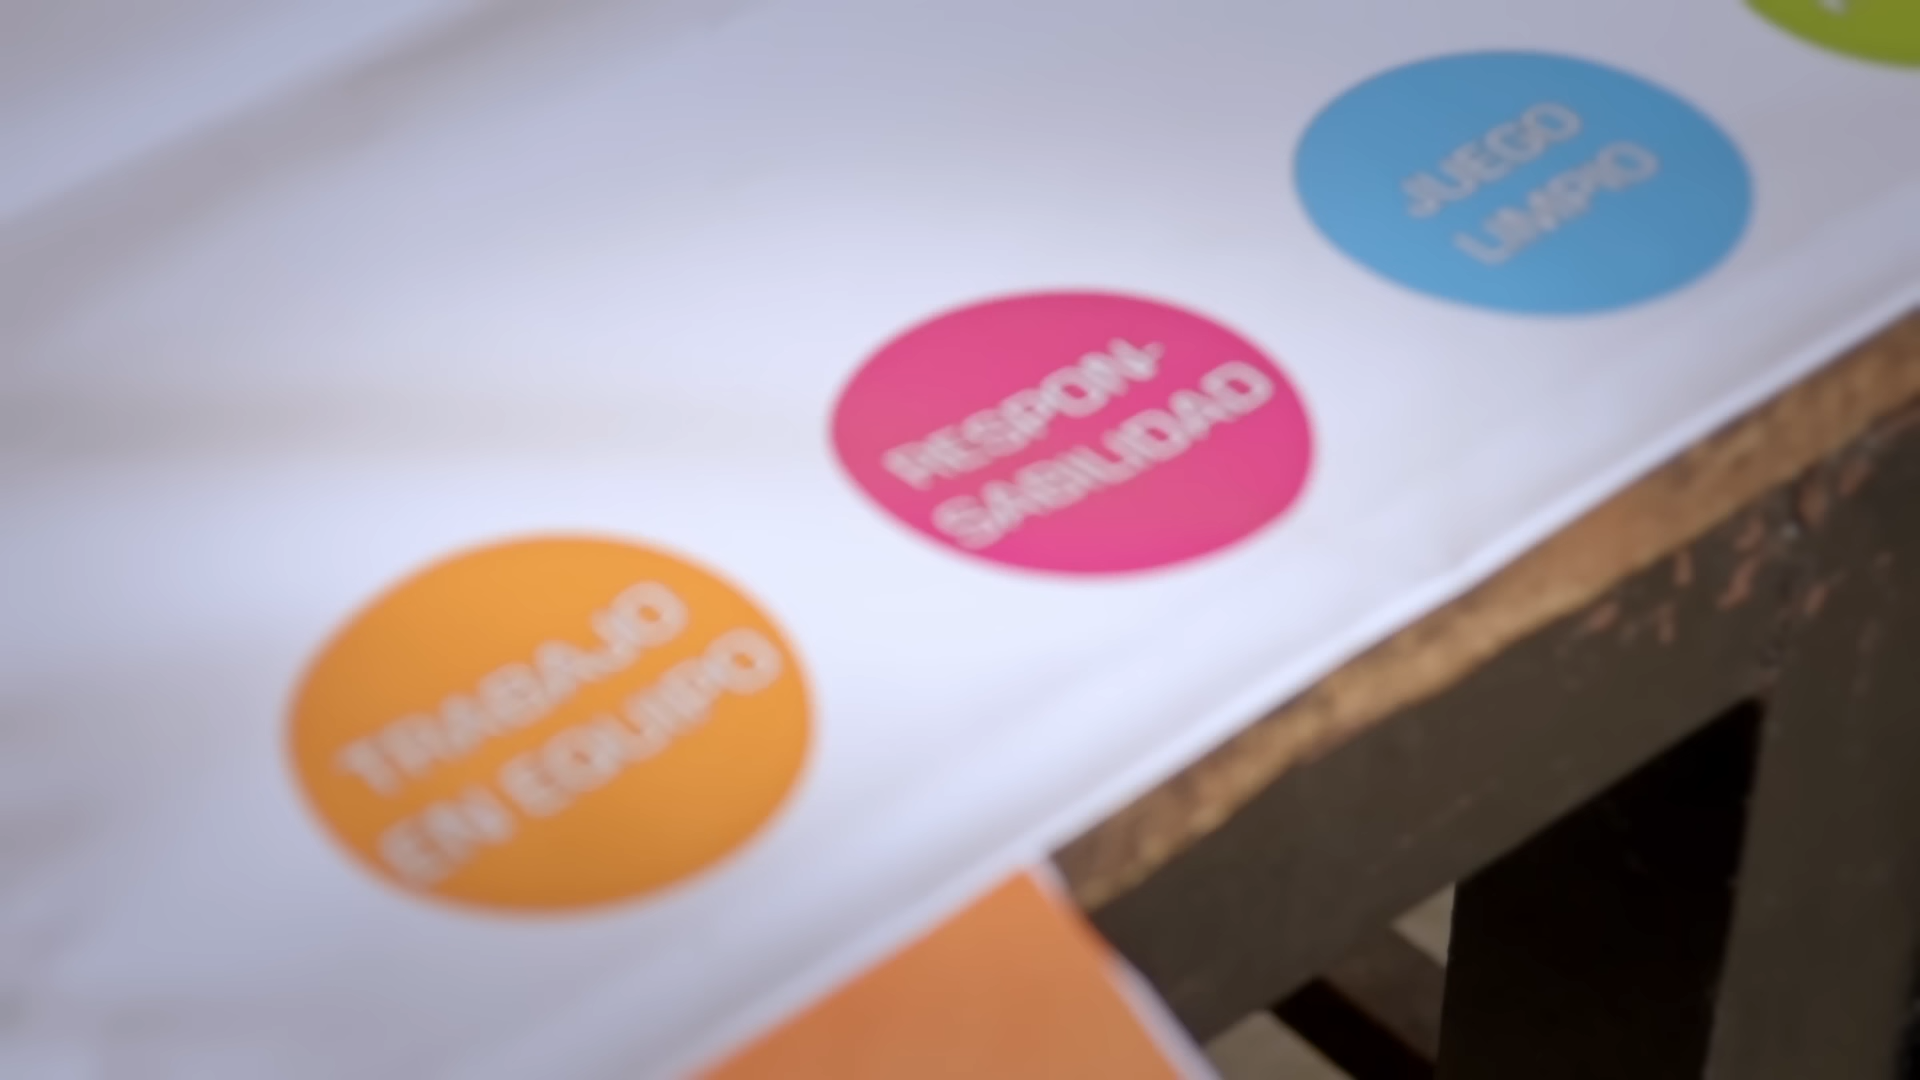 TRABAJO
EN EQUIPO
RESPON-
SABILIDAD
JUEGO
LIMPIO